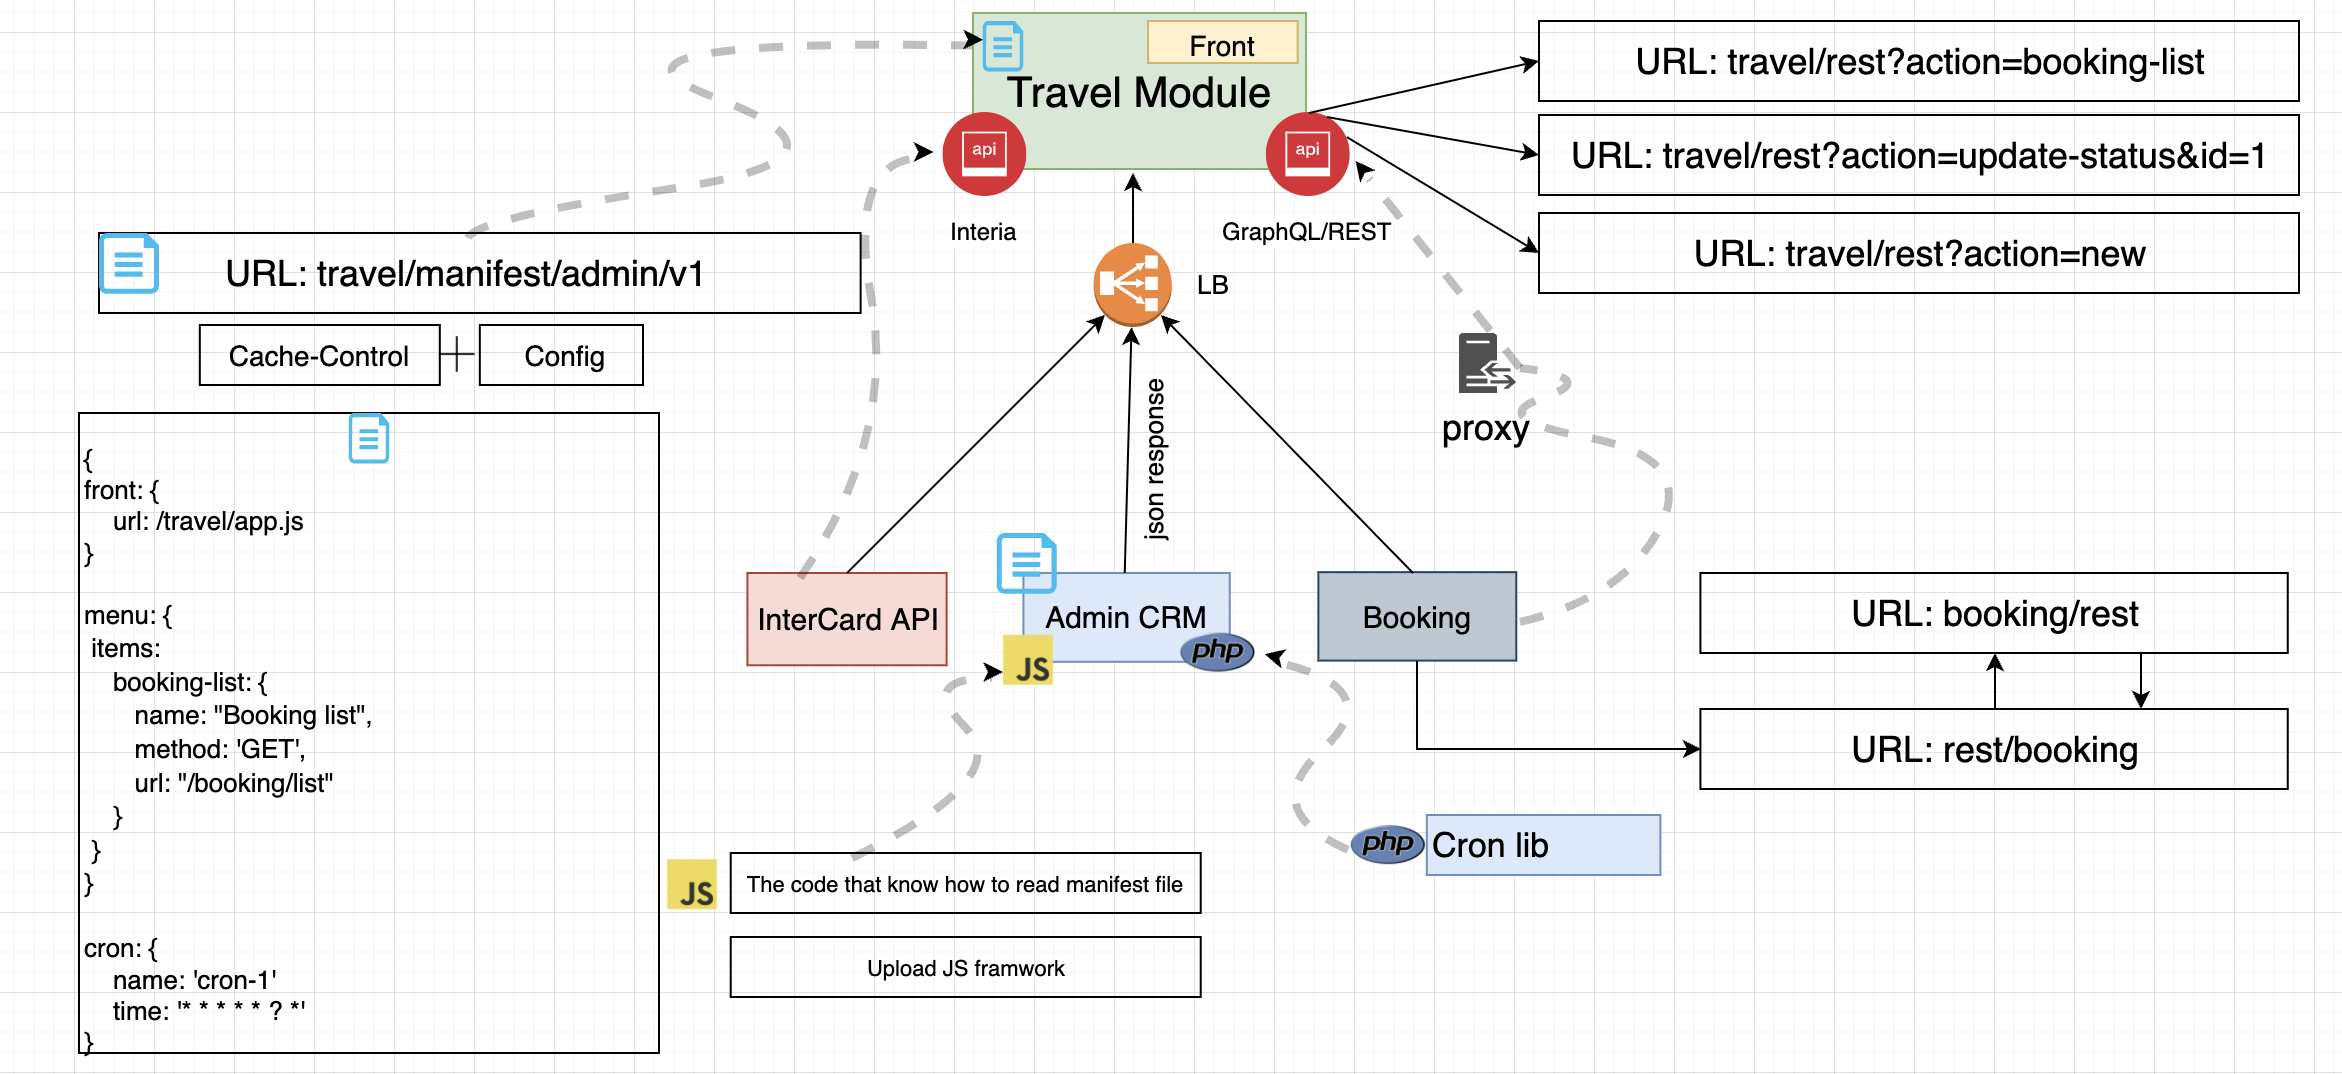 Front
Travel Module
api
api
Interia
GraphQL/REST
URL: travel/rest?action=booking-list
URL: travel/rest?action=update-status&id=1
URL: travel/rest?action=new
URL: travel/manifest/admin/v1
Cache-Control
Config
LB
json response
proxy
{
front: {
url: /travel/app.js
}
menu: {
items:
booking-list: {
name: "Booking list",
method: 'GET',
url: "/booking/list"
}
}
}
cron: {
name: 'cron-1'
time: '* * * * * ? *'
}
InterCard API
Admin CRM
JS
php
Booking
URL: booking/rest
URL: rest/booking
php
Cron lib
JS
The code that know how to read manifest file
Upload JS framwork